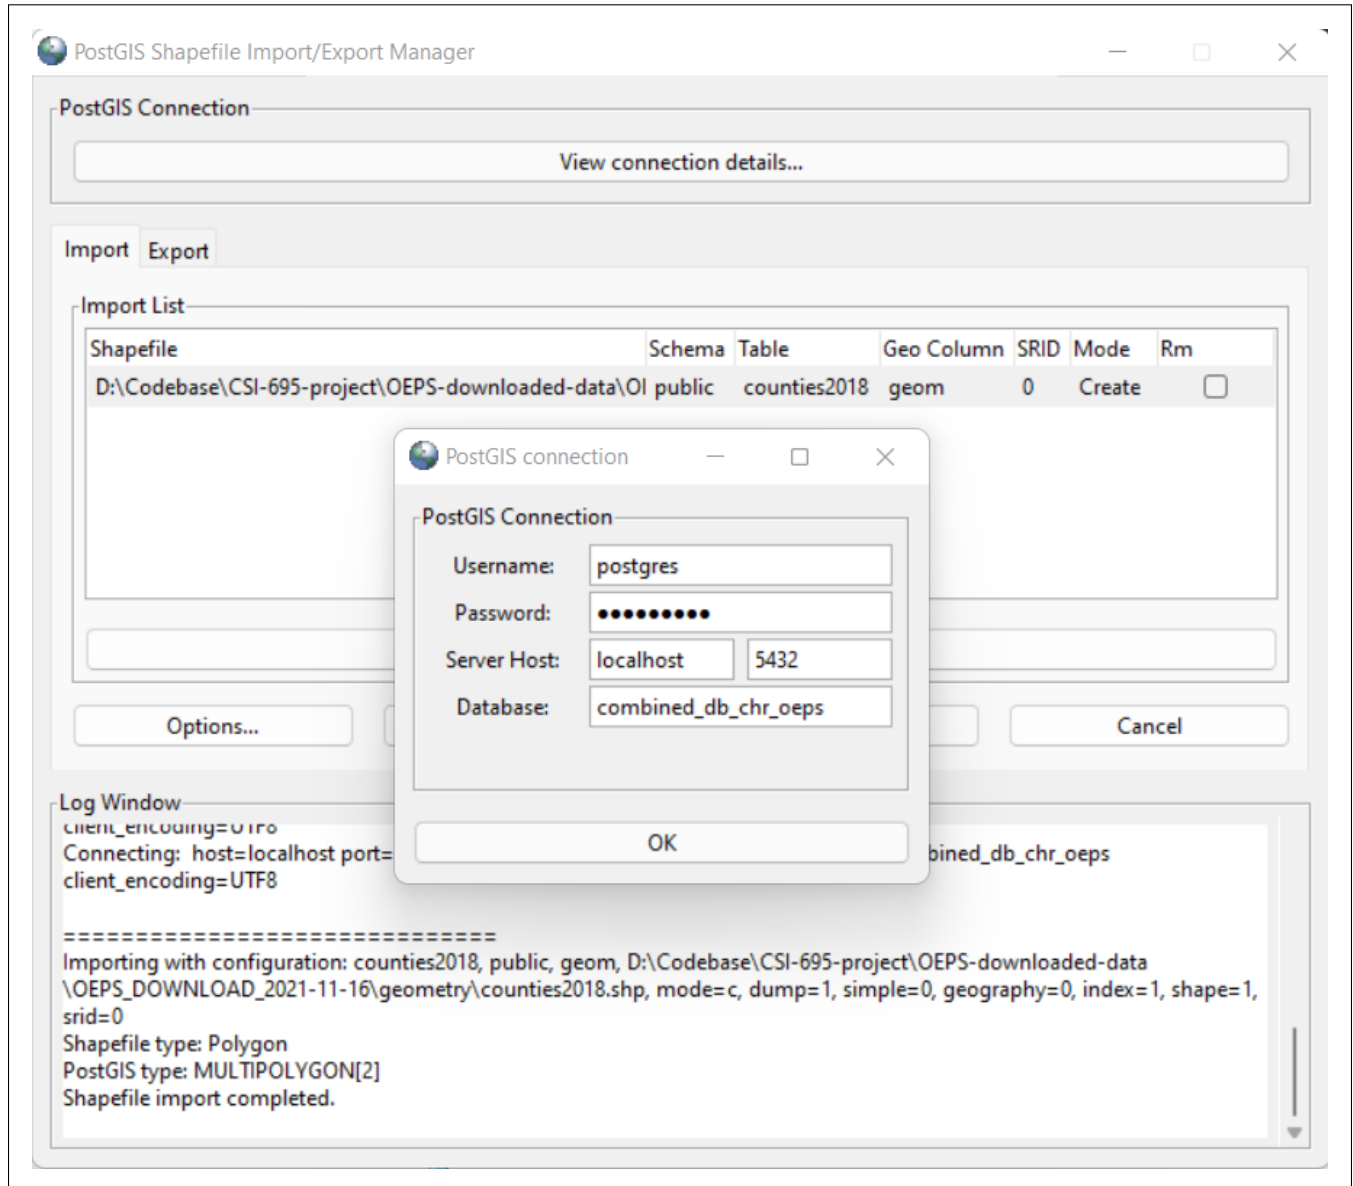 PostGIS Shapefile Import/Export Manager
PostGIS Connection
View connection details...
Import Export
Import List
Shapefile Schema Table Geo Column SRID Mode Rm
D:\Codebase\CSI-695-project\OEPS-downloaded-data\OI public counties2018 geom 0 Create
PostGIS connection
PostGIS Connection
Username: postgres
Password: •••••••••
Server Host: localhost 5432
Database: combined_db_chr_oeps
OK
Options... Cancel
Log Window
client_encoding=UTF8
Connecting: host=localhost port= bined_db_chr_oeps
client_encoding=UTF8
==============================
Importing with configuration: counties2018, public, geom, D:\Codebase\CSI-695-project\OEPS-downloaded-data
\OEPS_DOWNLOAD_2021-11-16\geometry\counties2018.shp, mode=c, dump=1, simple=0, geography=0, index=1, shape=1,
srid=0
Shapefile type: Polygon
PostGIS type: MULTIPOLYGON[2]
Shapefile import completed.